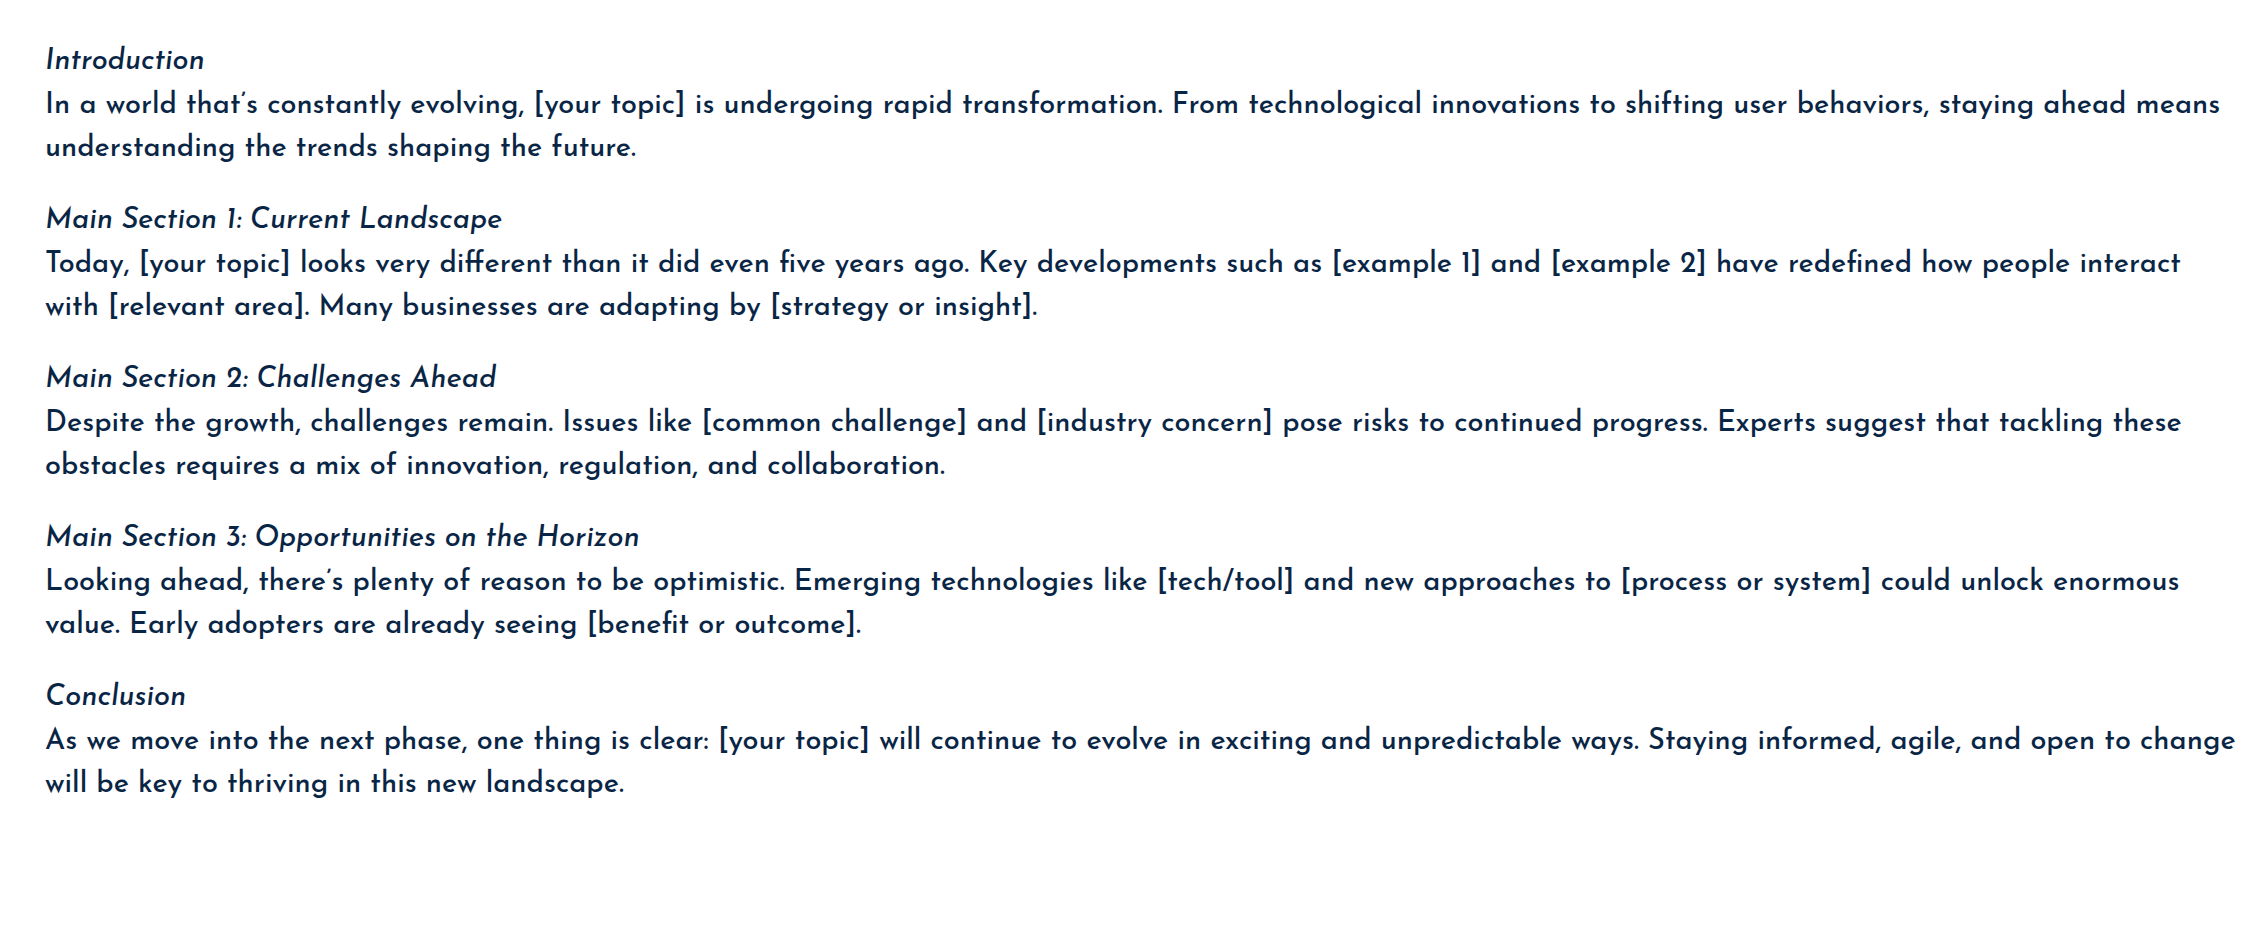 Introduction
In a world that’s constantly evolving, [your topic] is undergoing rapid transformation. From technological innovations to shifting user behaviors, staying ahead means
understanding the trends shaping the future.
Main Section 1: Current Landscape
Today, [your topic] looks very different than it did even five years ago. Key developments such as [example 1] and [example 2] have redefined how people interact
with [relevant area]. Many businesses are adapting by [strategy or insight].
Main Section 2: Challenges Ahead
Despite the growth, challenges remain. Issues like [common challenge] and [industry concern] pose risks to continued progress. Experts suggest that tackling these
obstacles requires a mix of innovation, regulation, and collaboration.
Main Section 3: Opportunities on the Horizon
Looking ahead, there’s plenty of reason to be optimistic. Emerging technologies like [tech/tool] and new approaches to [process or system] could unlock enormous
value. Early adopters are already seeing [benefit or outcome].
Conclusion
As we move into the next phase, one thing is clear: [your topic] will continue to evolve in exciting and unpredictable ways. Staying informed, agile, and open to change
will be key to thriving in this new landscape.